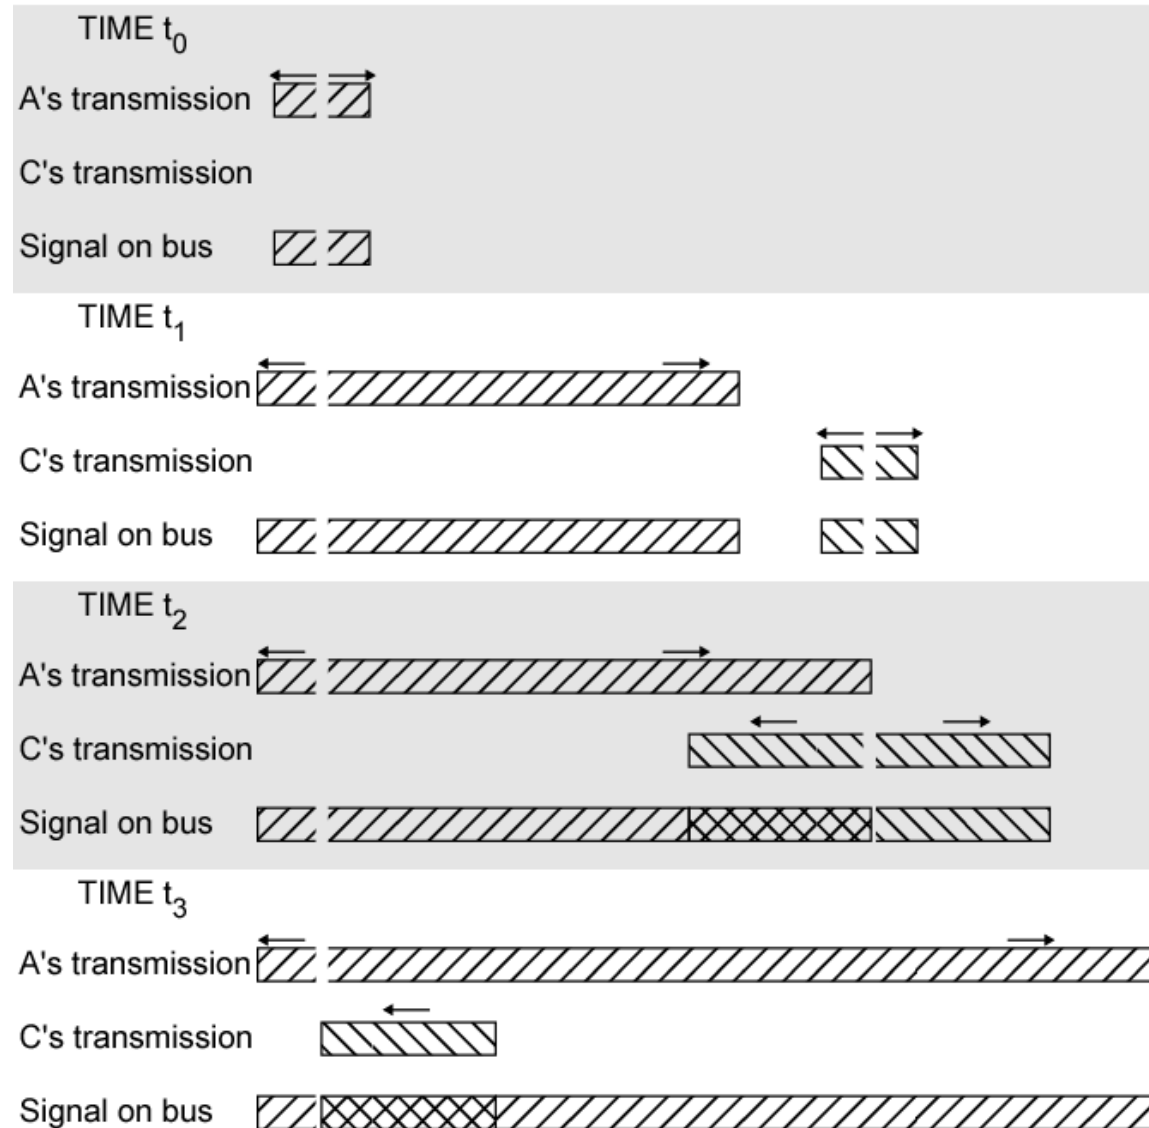 TIME t0
A's transmission
C's transmission
Signal on bus
TIME t1
A's transmission
C's transmission
Signal on bus
TIME t2
A's transmission
C's transmission
Signal on bus
TIME t3
A's transmission
C's transmission
Signal on bus